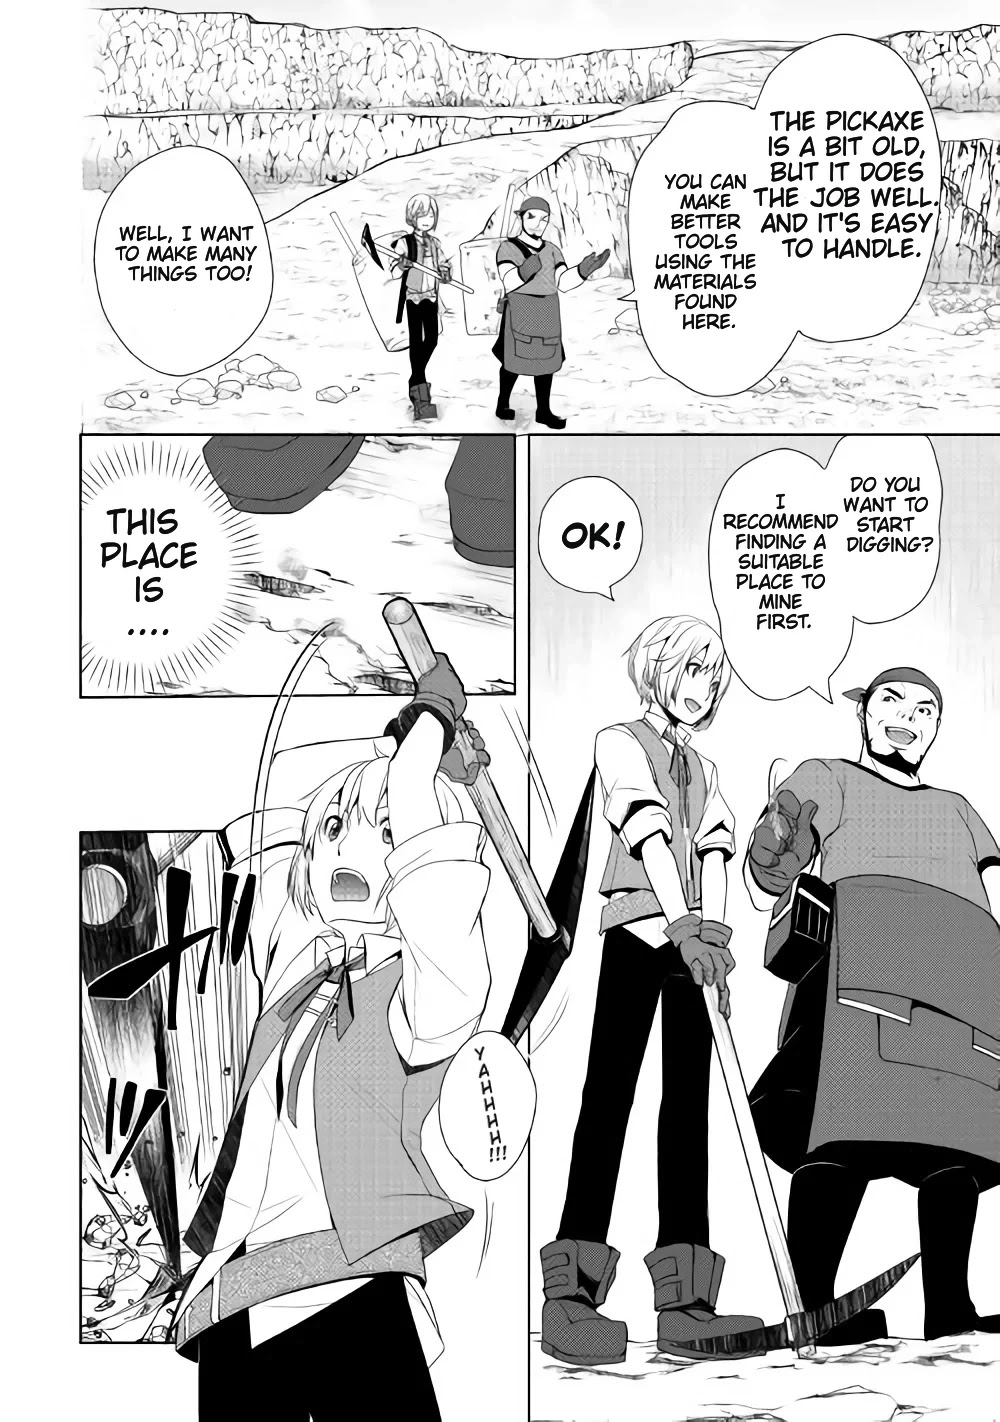 THE PICKAXE
IS A BIT OLD,
BUT IT DOES
THE JOB WELL.
AND IT'S EASY
TO HANDLE.
YOU CAN
MAKE
BETTER
TOOLS
USING THE
MATERIALS
FOUND
HERE.
WELL, I WANT
TO MAKE MANY
THINGS TOO!
DO YOU
WANT TO
START
DIGGING?
I
RECOMMEND
FINDING A
SUITABLE
PLACE TO
MINE
FIRST.
OK!
THIS
PLACE
IS
....
YAHHHH!!!
ガッ